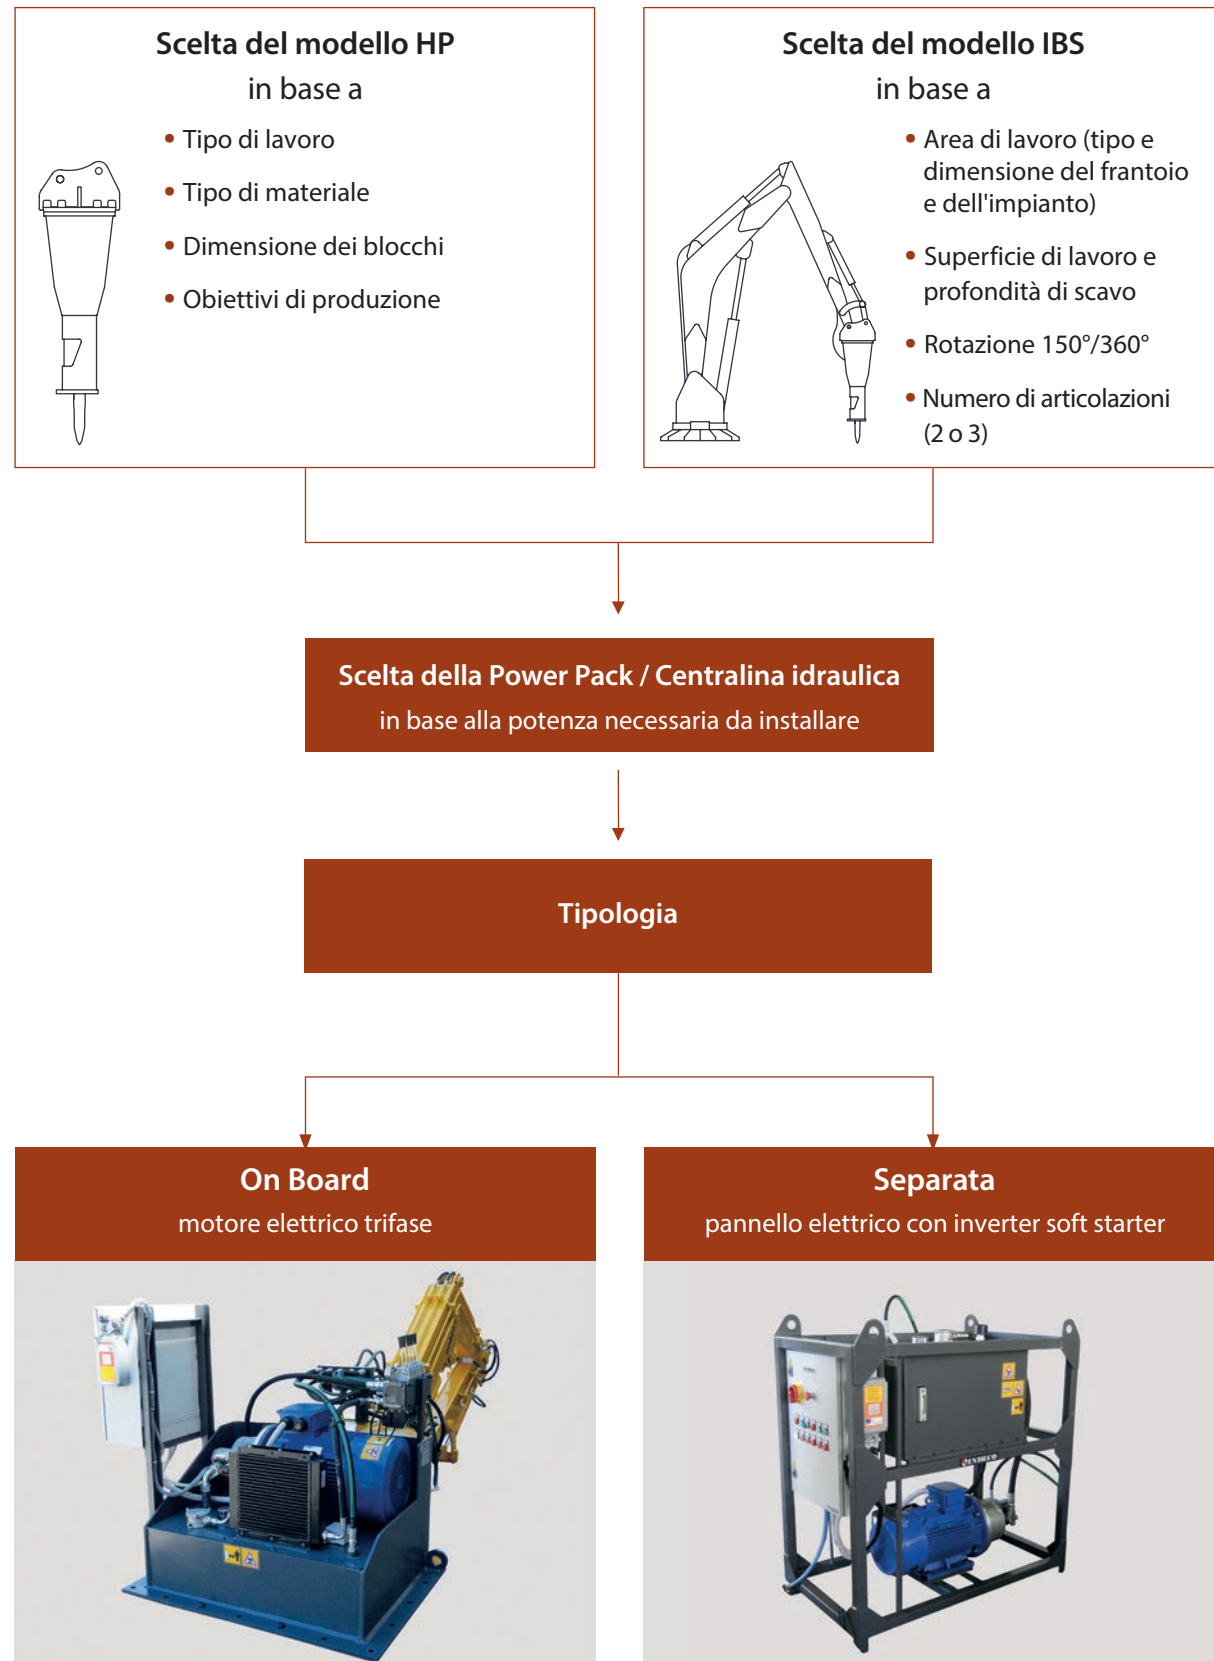 Scelta del modello HP
in base a
• Tipo di lavoro
• Tipo di materiale
• Dimensione dei blocchi
• Obiettivi di produzione
Scelta del modello IBS
in base a
• Area di lavoro (tipo e
dimensione del frantoio
e dell'impianto)
• Superficie di lavoro e
profondità di scavo
• Rotazione 150°/360°
• Numero di articolazioni
(2 o 3)
Scelta della Power Pack / Centralina idraulica
in base alla potenza necessaria da installare
Tipologia
On Board
motore elettrico trifase
Separata
pannello elettrico con inverter soft starter